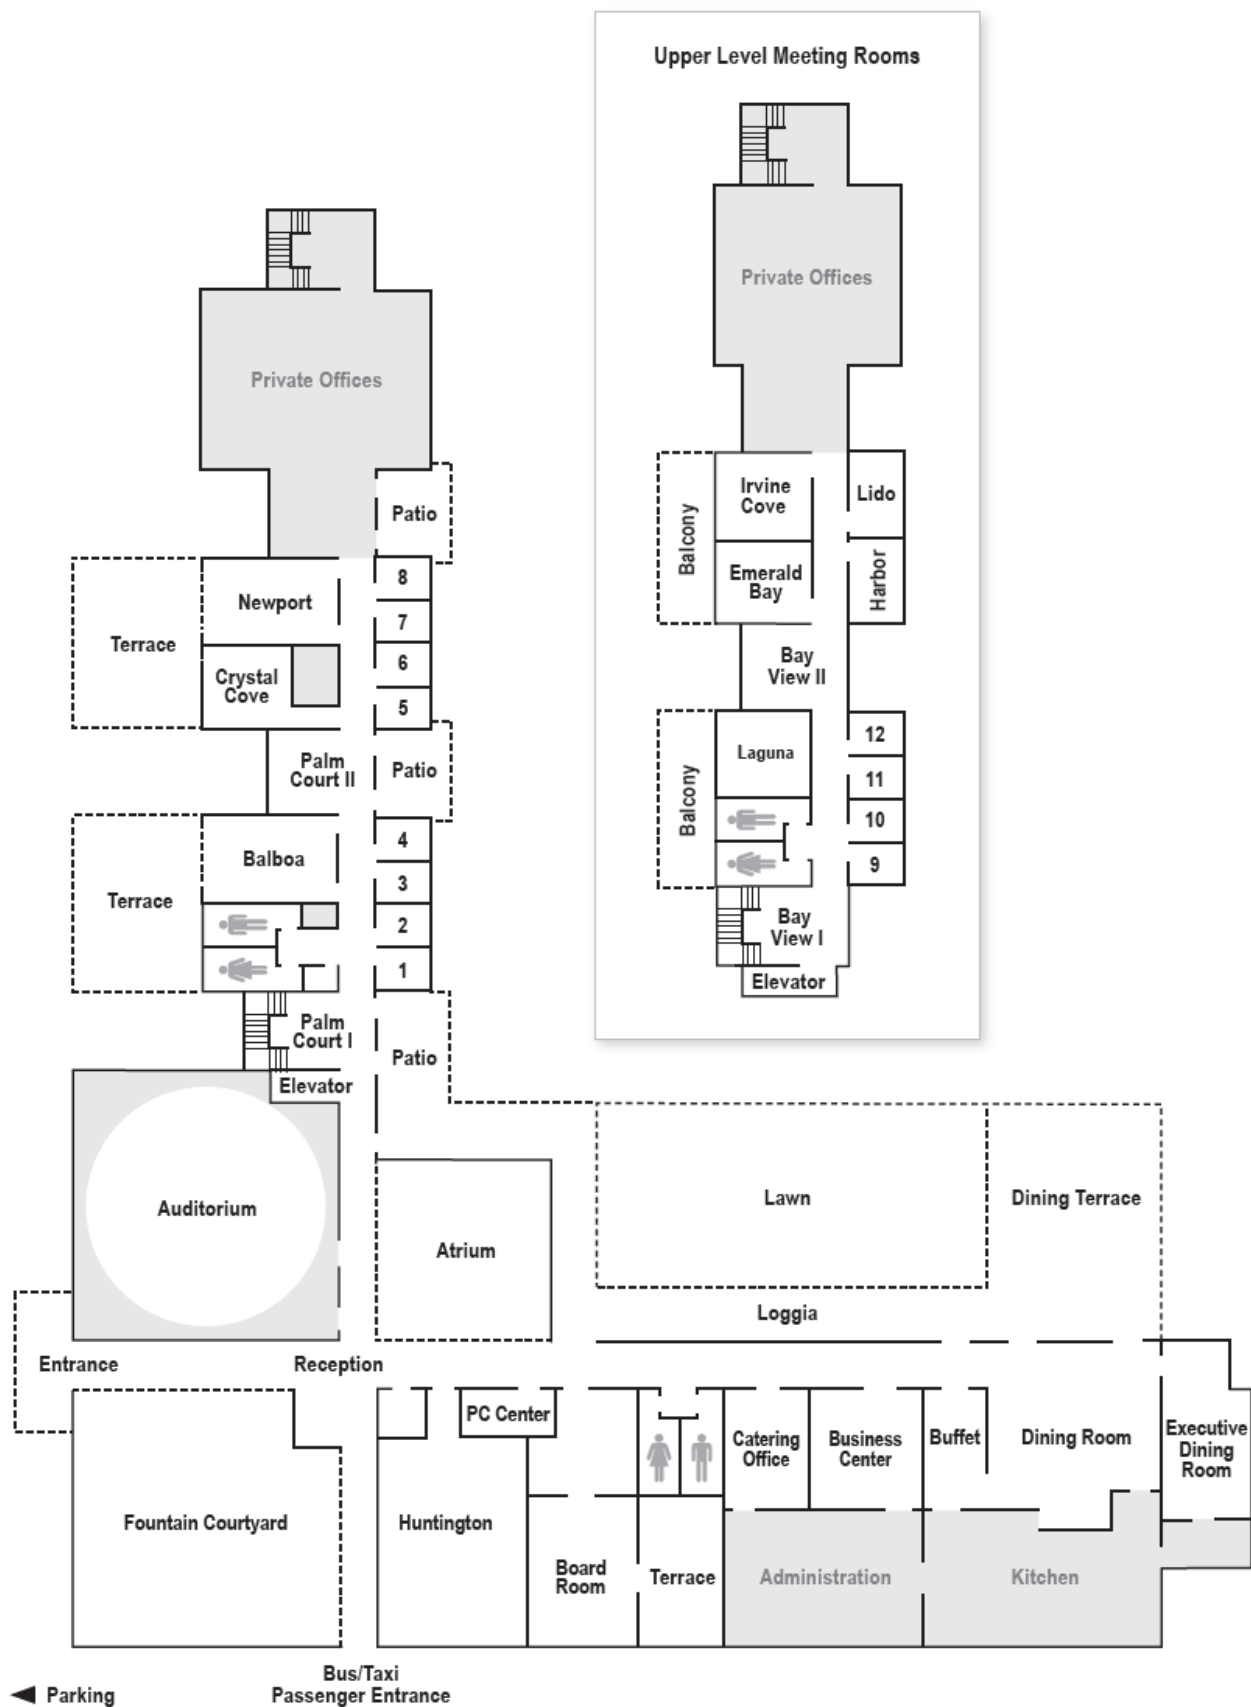 Upper Level Meeting Rooms
Private Offices
Irvine
Cove
Lido
Balcony
Emerald
Bay
Harbor
Bay
View II
Laguna
12
11
Balcony
10
9
Bay
View I
Elevator
Private Offices
Patio
8
Newport
7
Terrace
6
Crystal
Cove
5
Palm
Court II
Patio
4
Balboa
3
Terrace
2
1
Palm
Court I
Patio
Elevator
Auditorium
Atrium
Lawn
Dining Terrace
Loggia
Entrance
Reception
PC Center
Catering
Office
Business
Center
Buffet
Dining Room
Executive
Dining
Room
Fountain Courtyard
Huntington
Board
Room
Terrace
Administration
Kitchen
Parking
Bus/Taxi
Passenger Entrance